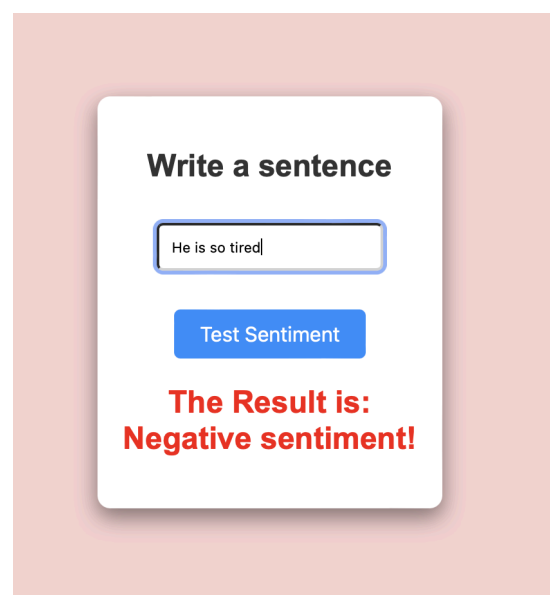 Write a sentence
He is so tired
Test Sentiment
The Result is:
Negative sentiment!